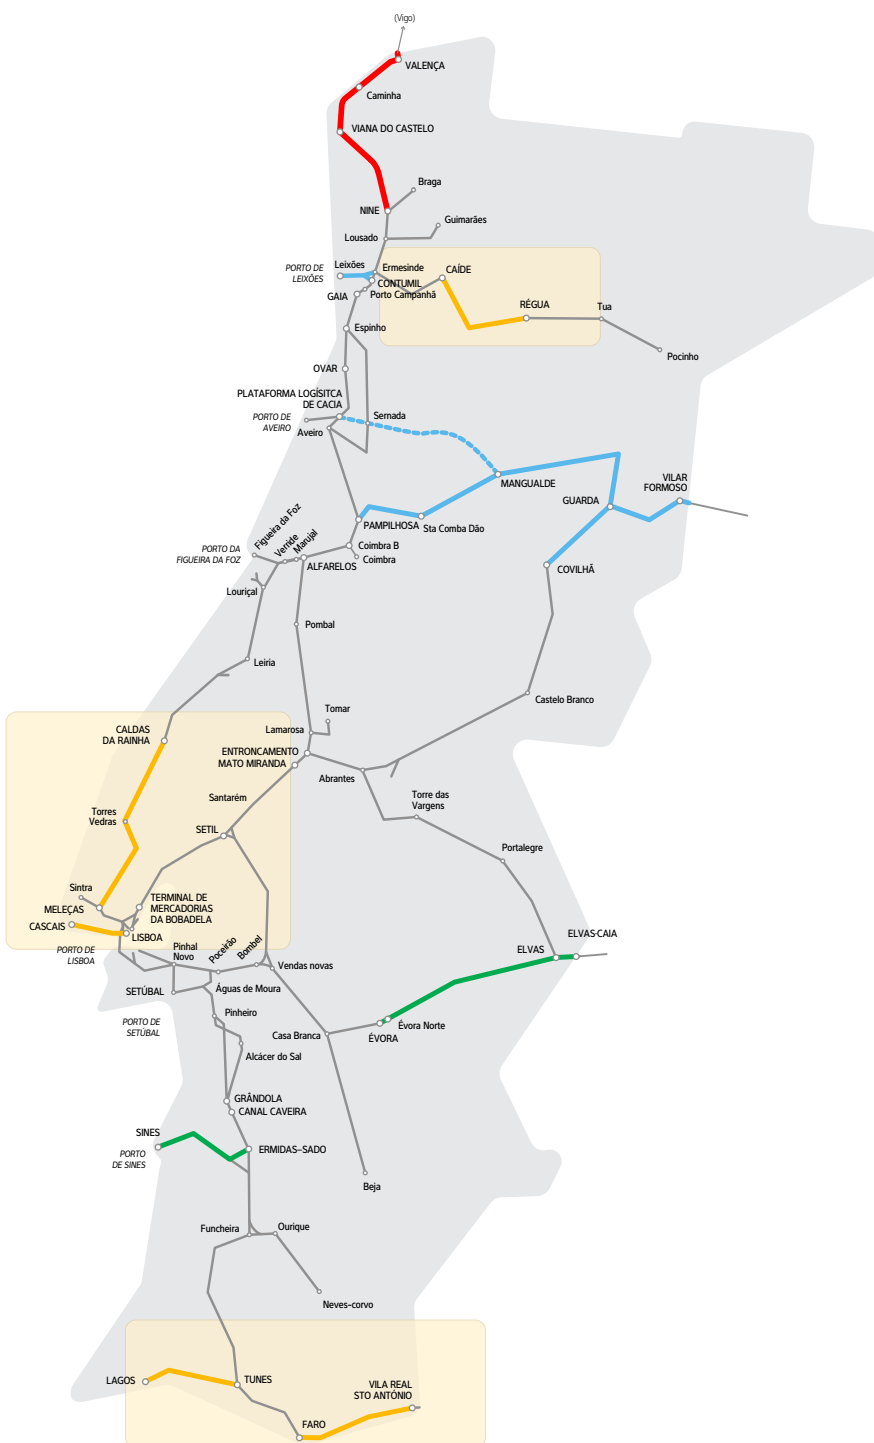 (Vigo)
VALENÇA
Caminha
VIANA DO CASTELO
Braga
NINE
Guimarães
Lousado
PORTO DE
LEIXÕES
Leixões
Ermesinde
CAÍDE
CONTUMIL
Porto Campanhã
GAIA
RÉGUA
Tua
Espinho
Pocinho
OVAR
PLATAFORMA LOGÍSITCA
DE CACIA
PORTO DE
AVEIRO
Sernada
Aveiro
MANGUALDE
VILAR
FORMOSO
GUARDA
PAMPILHOSA
Sta Comba Dão
Figueira da Foz
Verride
Marujal
PORTO DA
FIGUEIRA DA FOZ
Coimbra B
Coimbra
ALFARELOS
COVILHÃ
Louriçal
Pombal
Leiria
Castelo Branco
Tomar
CALDAS
DA RAINHA
Lamarosa
ENTRONCAMENTO
MATO MIRANDA
Abrantes
Santarém
Torre das
Vargens
Torres
Vedras
SETIL
Portalegre
Sintra
MELEÇAS
TERMINAL DE
MERCADORIAS
DA BOBADELA
CASCAIS
LISBOA
PORTO DE
LISBOA
Pinhal
Novo
Poceirão
Bombel
ELVAS
ELVAS-CAIA
Vendas novas
SETÚBAL
Águas de Moura
PORTO DE
SETÚBAL
Pinheiro
Casa Branca
Évora Norte
ÉVORA
Alcácer do Sal
GRÂNDOLA
CANAL CAVEIRA
SINES
PORTO
DE SINES
ERMIDAS–SADO
Beja
Funcheira
Ourique
Neves-corvo
LAGOS
TUNES
VILA REAL
STO ANTÓNIO
FARO